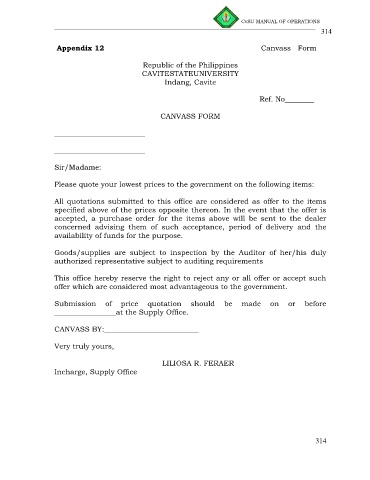 CvSU MANUAL OF OPERATIONS
314
Appendix 12 Canvass Form
Republic of the Philippines
CAVITESTATEUNIVERSITY
Indang, Cavite
Ref. No________
CANVASS FORM
_________________________
_________________________
Sir/Madame:
Please quote your lowest prices to the government on the following items:
All quotations submitted to this office are considered as offer to the items
specified above of the prices opposite thereon. In the event that the offer is
accepted, a purchase order for the items above will be sent to the dealer
concerned advising them of such acceptance, period of delivery and the
availability of funds for the purpose.
Goods/supplies are subject to inspection by the Auditor of her/his duly
authorized representative subject to auditing requirements
This office hereby reserve the right to reject any or all offer or accept such
offer which are considered most advantageous to the government.
Submission of price quotation should be made on or before
_________________at the Supply Office.
CANVASS BY:__________________________
Very truly yours,
LILIOSA R. FERAER
Incharge, Supply Office
314